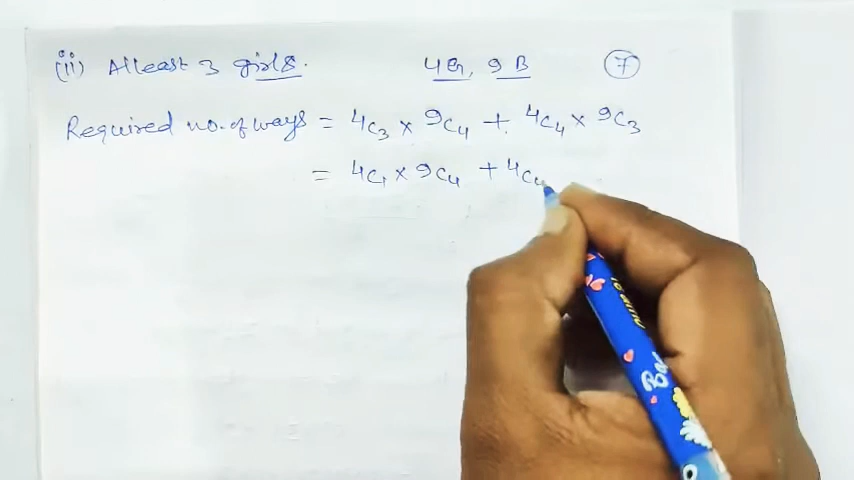 (ii) Atleast 3 girls. 4G, 9B 7
Required no. of ways = 4C3 × 9C4 + 4C4 × 9C3
= 4C1 × 9C4 + 4C4